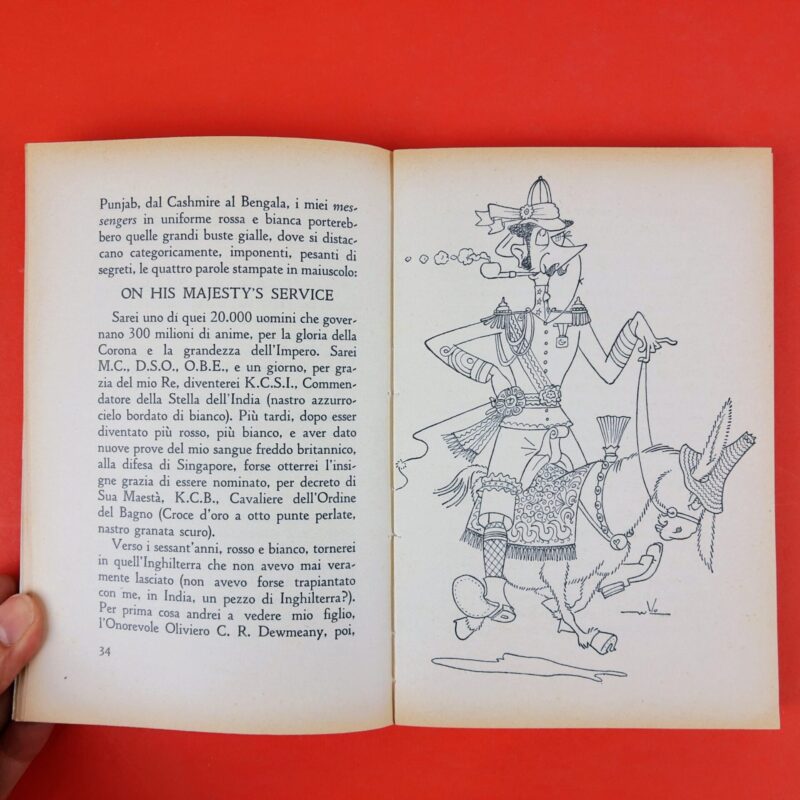 Punjab, dal Cashmire al Bengala, i miei mes-
sengers in uniforme rossa e bianca portereb-
bero quelle grandi buste gialle, dove si distac-
cano categoricamente, imponenti, pesanti di
segreti, le quattro parole stampate in maiuscolo:
ON HIS MAJESTY'S SERVICE
Sarei uno di quei 20.000 uomini che gover-
nano 300 milioni di anime, per la gloria della
Corona e la grandezza dell'Impero. Sarei
M.C., D.S.O., O.B.E., e un giorno, per gra-
zia del mio Re, diventerei K.C.S.I., Commen-
datore della Stella dell'India (nastro azzurro-
cielo bordato di bianco). Più tardi, dopo esser
diventato più rosso, più bianco, e aver dato
nuove prove del mio sangue freddo britannico,
alla difesa di Singapore, forse otterrei l'insi-
gne grazia di essere nominato, per decreto di
Sua Maestà, K.C.B., Cavaliere dell'Ordine
del Bagno (Croce d'oro a otto punte perlate,
nastro granata scuro).
Verso i sessant'anni, rosso e bianco, tornerei
in quell'Inghilterra che non avevo mai vera-
mente lasciato (non avevo forse trapiantato
con me, in India, un pezzo di Inghilterra?).
Per prima cosa andrei a vedere mio figlio,
l'Onorevole Oliviero C. R. Dewmeany, poi,
34